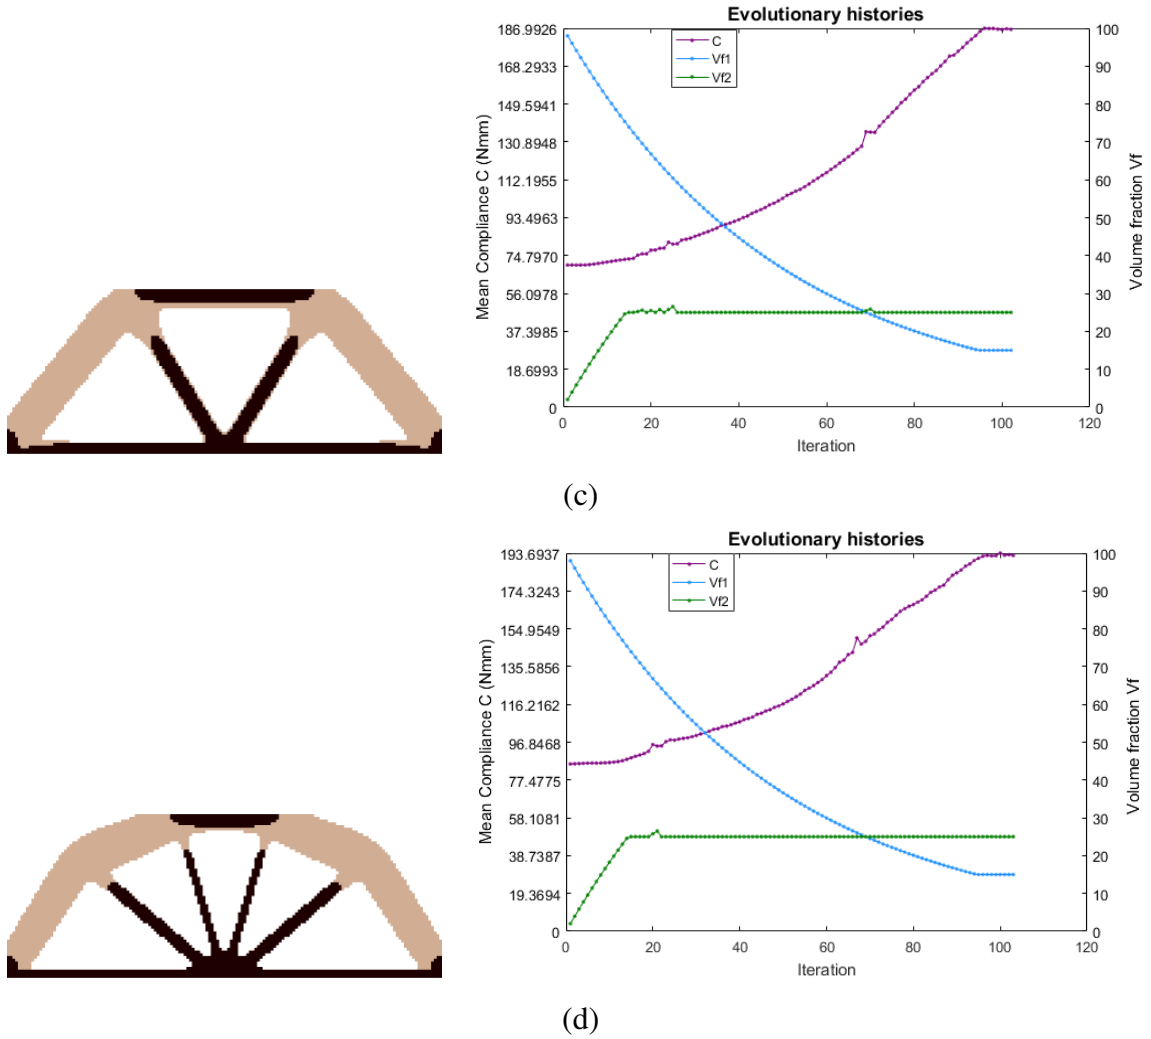 Evolutionary histories
C
Vf1
Vf2
Mean Compliance C (Nmm)
186.9926
168.2933
149.5941
130.8948
112.1955
93.4963
74.7970
56.0978
37.3985
18.6993
0
100
90
80
70
60
50
40
30
20
10
0
Volume fraction Vf
0 20 40 60 80 100 120
Iteration
(c)
Evolutionary histories
C
Vf1
Vf2
Mean Compliance C (Nmm)
193.6937
174.3243
154.9549
135.5856
116.2162
96.8468
77.4775
58.1081
38.7387
19.3694
0
100
90
80
70
60
50
40
30
20
10
0
Volume fraction Vf
0 20 40 60 80 100 120
Iteration
(d)